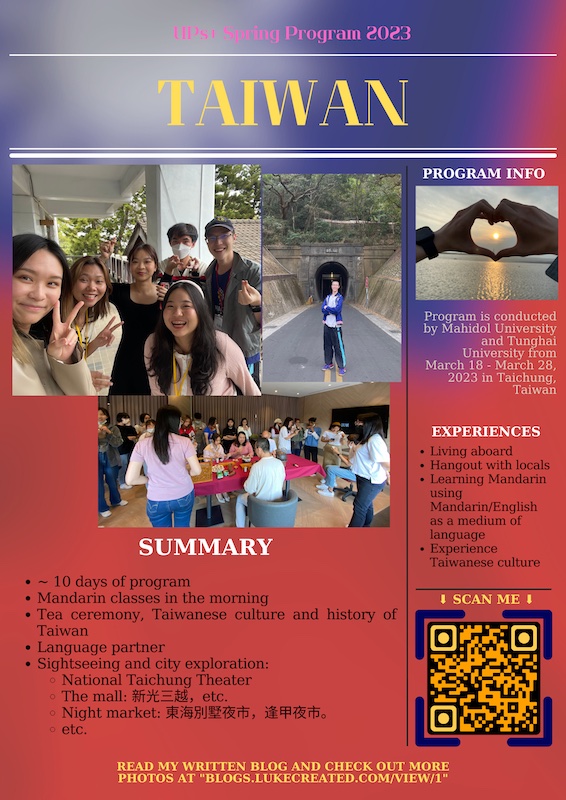 UPs+ Spring Program 2023
TAIWAN
PROGRAM INFO
Program is conducted
by Mahidol University
and Tunghai
University from
March 18 - March 28,
2023 in Taichung,
Taiwan
EXPERIENCES
• Living aboard
• Hangout with locals
• Learning Mandarin
using
Mandarin/English
as a medium of
language
• Experience
Taiwanese culture
SUMMARY
• ~ 10 days of program
• Mandarin classes in the morning
• Tea ceremony, Taiwanese culture and history of
Taiwan
• Language partner
• Sightseeing and city exploration:
◦ National Taichung Theater
◦ The mall: 新光三越，etc.
◦ Night market: 東海別墅夜市，逢甲夜市。
◦ etc.
⬇ SCAN ME ⬇
READ MY WRITTEN BLOG AND CHECK OUT MORE
PHOTOS AT "BLOGS.LUKECREATED.COM/VIEW/1"